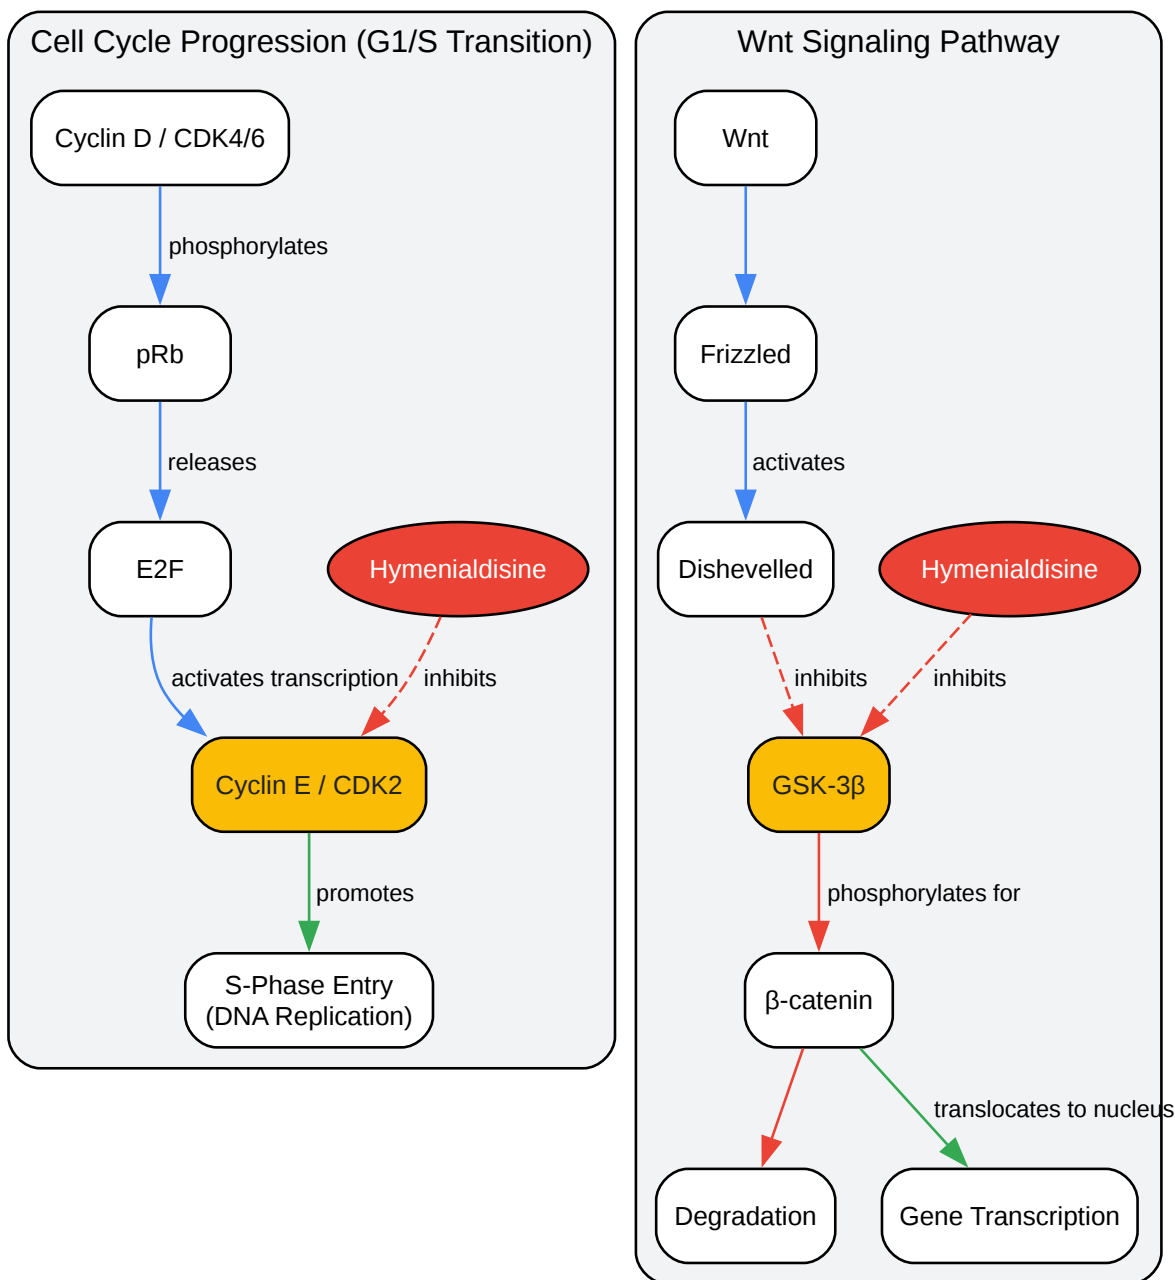 Cell Cycle Progression (G1/S Transition)
Cyclin D / CDK4/6
phosphorylates
pRb
releases
E2F
Hymenialdisine
activates transcription
inhibits
Cyclin E / CDK2
promotes
S-Phase Entry
(DNA Replication)
Wnt Signaling Pathway
Wnt
Frizzled
activates
Dishevelled
Hymenialdisine
inhibits
inhibits
GSK-3β
phosphorylates for
β-catenin
translocates to nucleus
Degradation
Gene Transcription